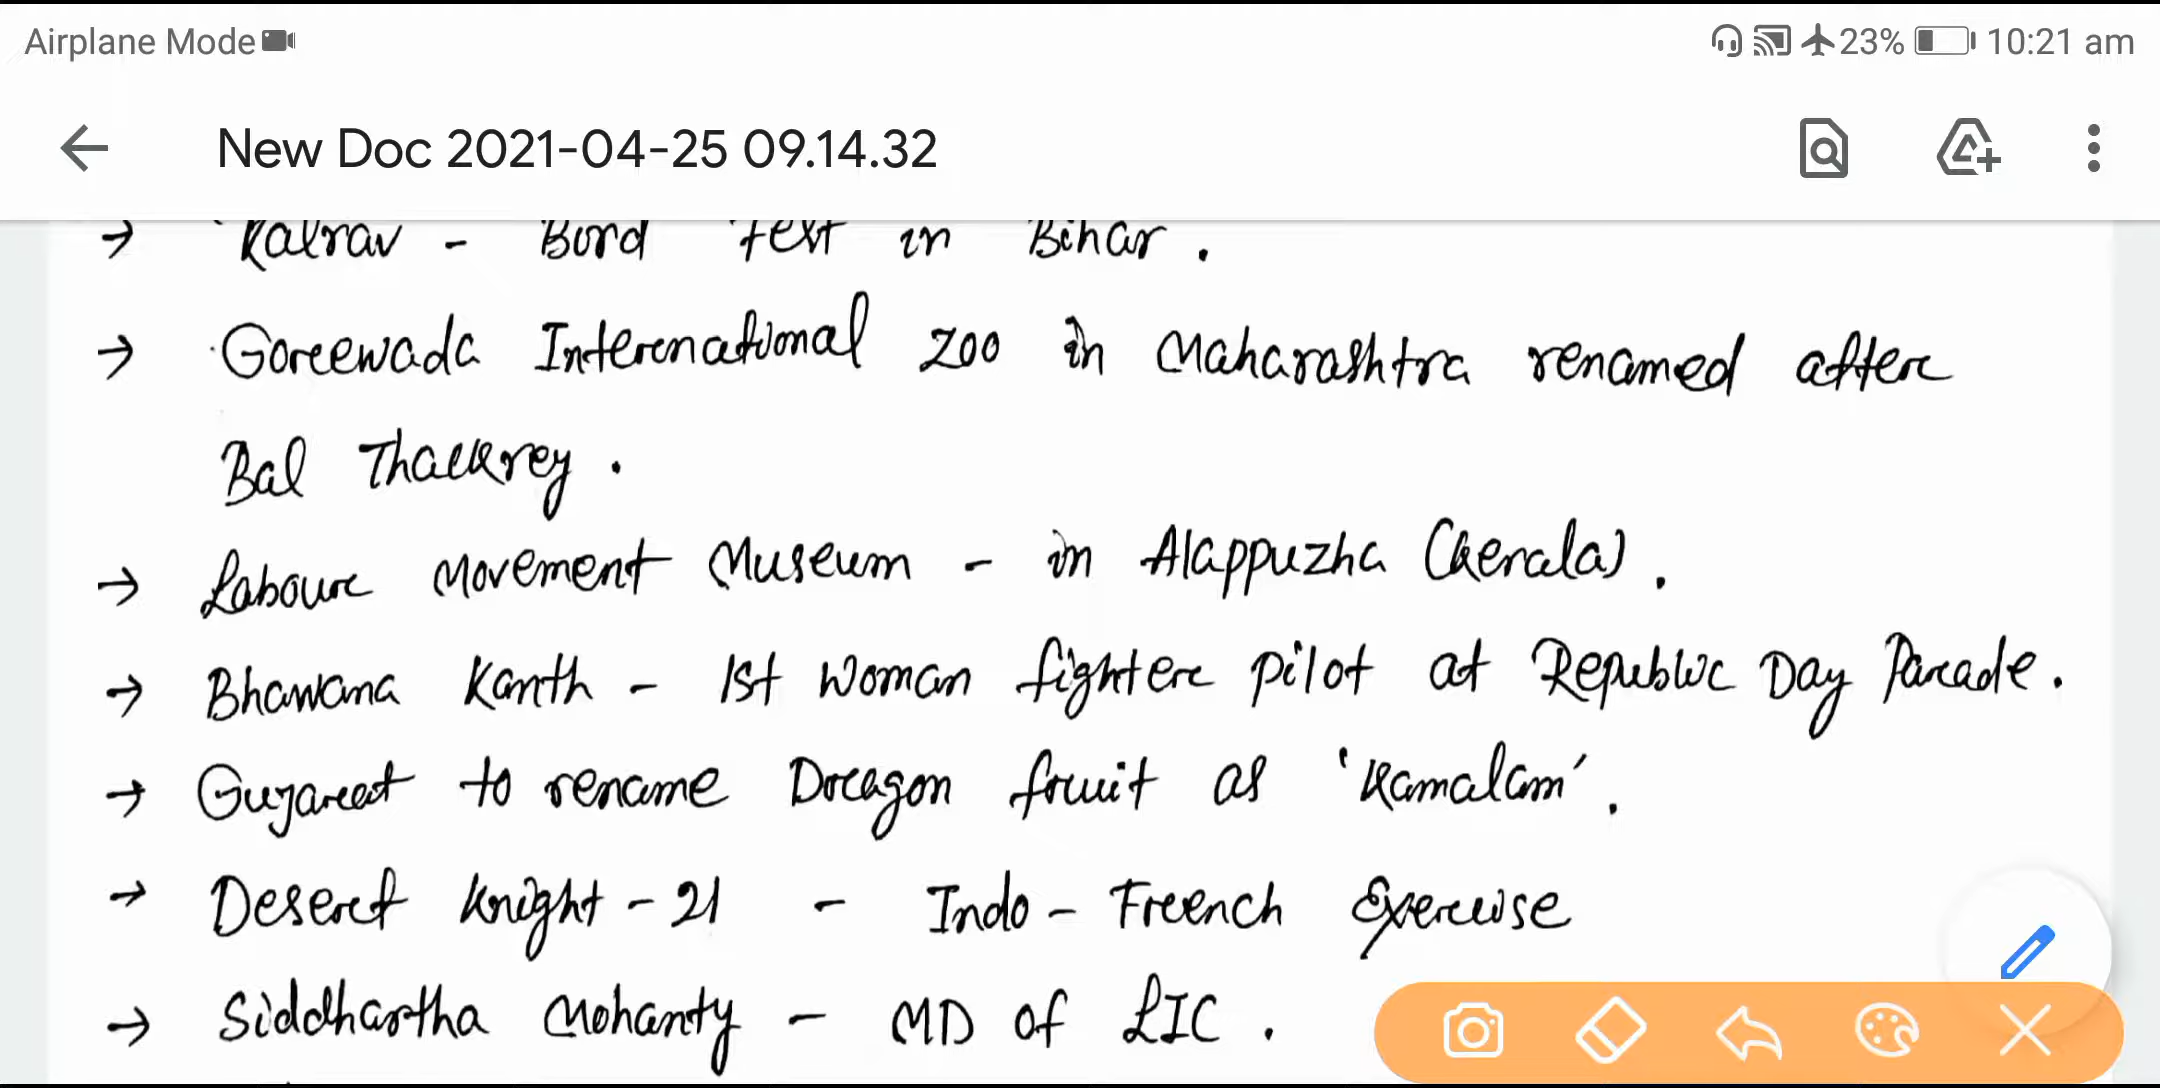 Airplane Mode
23% 10:21 am
New Doc 2021-04-25 09.14.32
→ 'Kalrav - Bird fest in Bihar.
→ Gorewada International zoo in Maharashtra renamed after
Bal Thackrey.
→ Labour Movement Museum - in Alappuzha (Kerala).
→ Bhawana Kanth - 1st Woman fighter pilot at Republic Day Parade.
→ Gujarat to rename Dragon fruit as 'Kamalam'.
→ Desert Knight - 21 - Indo - French Exercise
→ Siddhartha Mohanty - MD of LIC.